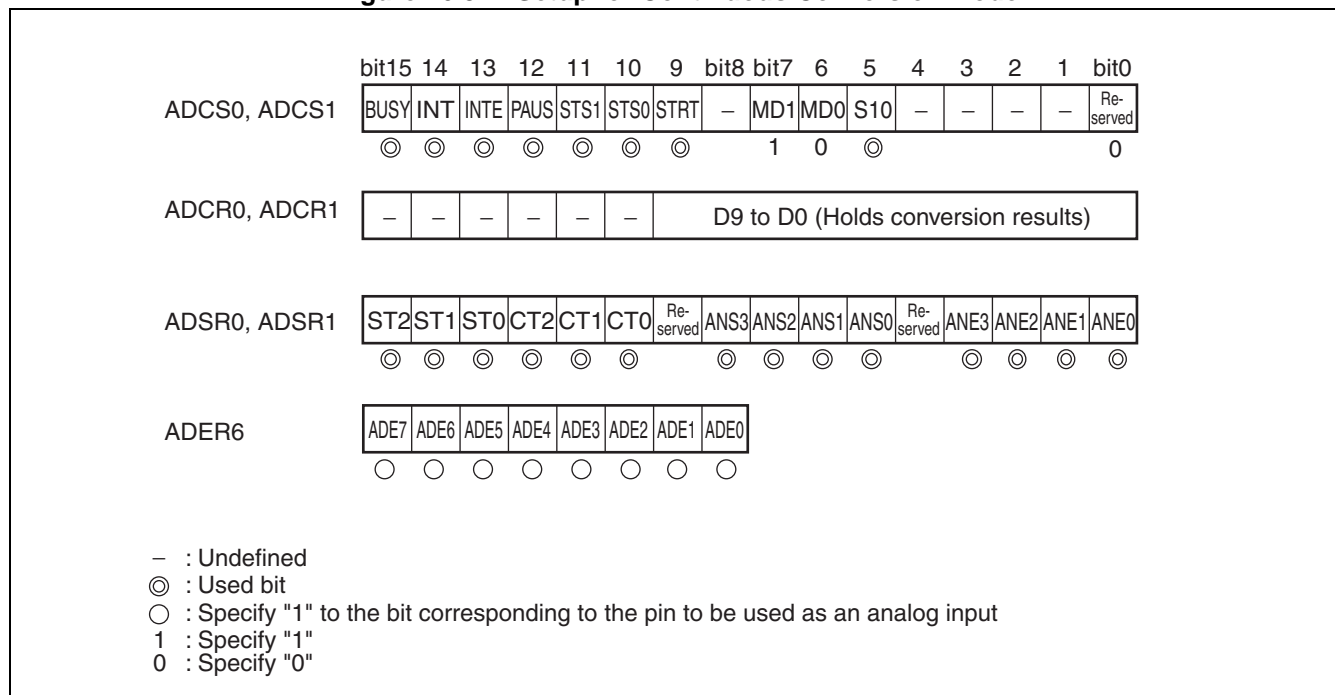 bit15 14 13 12 11 10 9 bit8 bit7 6 5 4 3 2 1 bit0
ADCS0, ADCS1 BUSY INT INTE PAUS STS1 STS0 STRT – MD1 MD0 S10 – – – – Re-served
◎ ◎ ◎ ◎ ◎ ◎ ◎ 1 0 ◎ 0
ADCR0, ADCR1 – – – – – – D9 to D0 (Holds conversion results)
ADSR0, ADSR1 ST2 ST1 ST0 CT2 CT1 CT0 Re-served ANS3 ANS2 ANS1 ANS0 Re-served ANE3 ANE2 ANE1 ANE0
◎ ◎ ◎ ◎ ◎ ◎ ◎ ◎ ◎ ◎ ◎ ◎ ◎ ◎
ADER6 ADE7 ADE6 ADE5 ADE4 ADE3 ADE2 ADE1 ADE0
○ ○ ○ ○ ○ ○ ○ ○
– : Undefined
◎ : Used bit
○ : Specify "1" to the bit corresponding to the pin to be used as an analog input
1 : Specify "1"
0 : Specify "0"